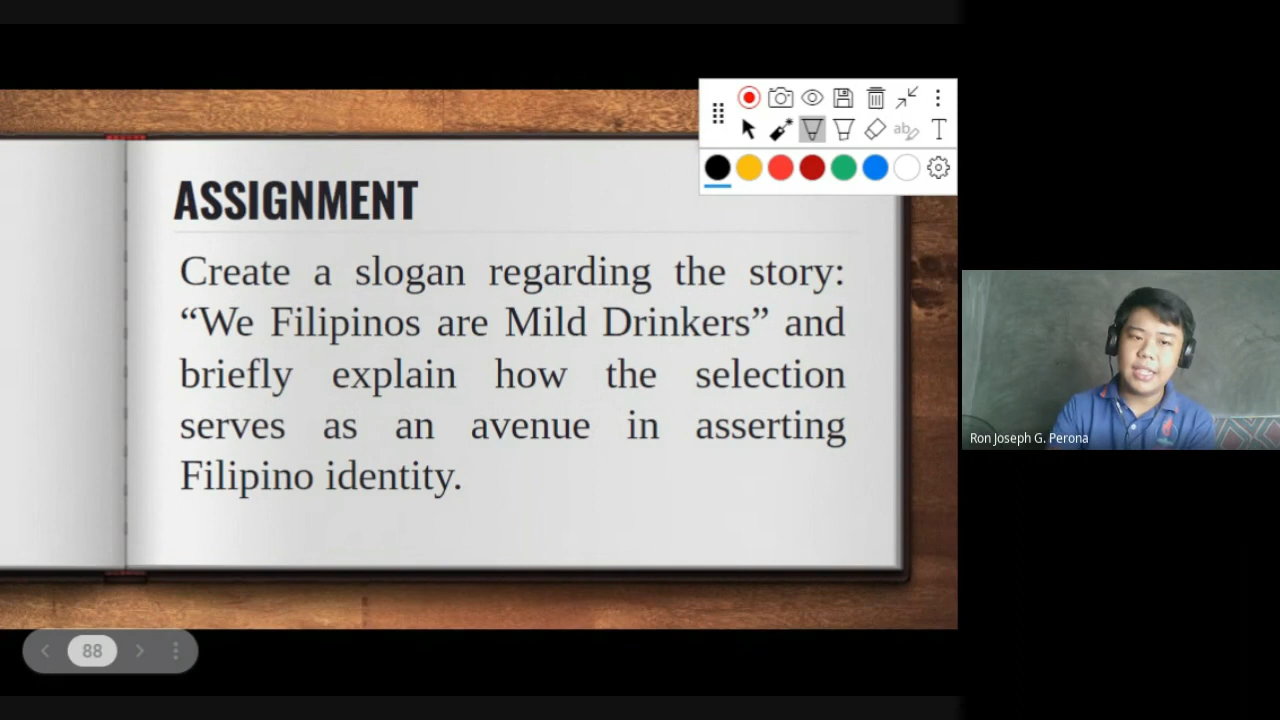 ASSIGNMENT
Create a slogan regarding the story:
“We Filipinos are Mild Drinkers” and
briefly explain how the selection
serves as an avenue in asserting
Filipino identity.
ab
T
Ron Joseph G. Perona
88